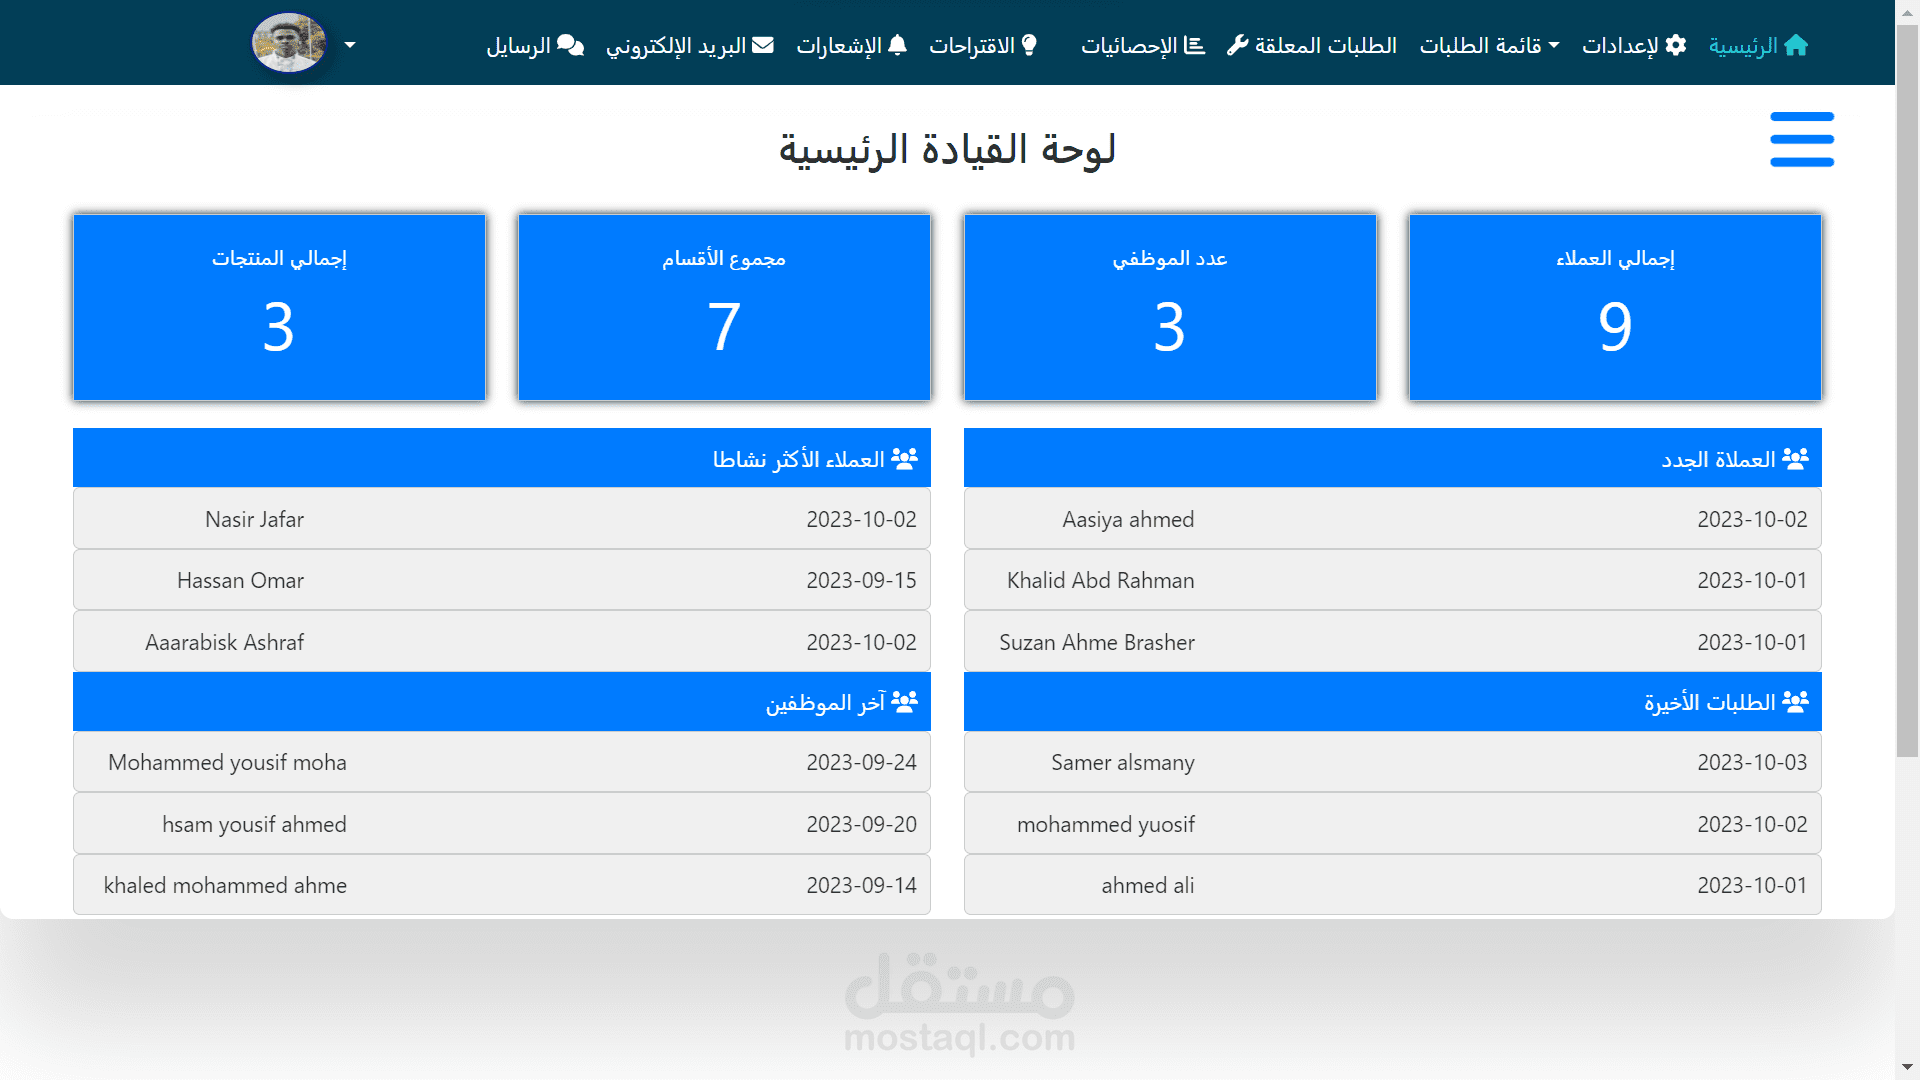 الرئيسية
لإعدادات
قائمة الطلبات
الطلبات المعلقة
الإحصائيات
الاقتراحات
الإشعارات
البريد الإلكتروني
الرسايل
لوحة القيادة الرئيسية
إجمالي العملاء
9
عدد الموظفي
3
مجموع الأقسام
7
إجمالي المنتجات
3
العملاة الجدد
2023-10-02 Aasiya ahmed
2023-10-01 Khalid Abd Rahman
2023-10-01 Suzan Ahme Brasher
العملاء الأكثر نشاطا
2023-10-02 Nasir Jafar
2023-09-15 Hassan Omar
2023-10-02 Aaarabisk Ashraf
الطلبات الأخيرة
2023-10-03 Samer alsmany
2023-10-02 mohammed yuosif
2023-10-01 ahmed ali
آخر الموظفين
2023-09-24 Mohammed yousif moha
2023-09-20 hsam yousif ahmed
2023-09-14 khaled mohammed ahme
مستقل
mostaql.com